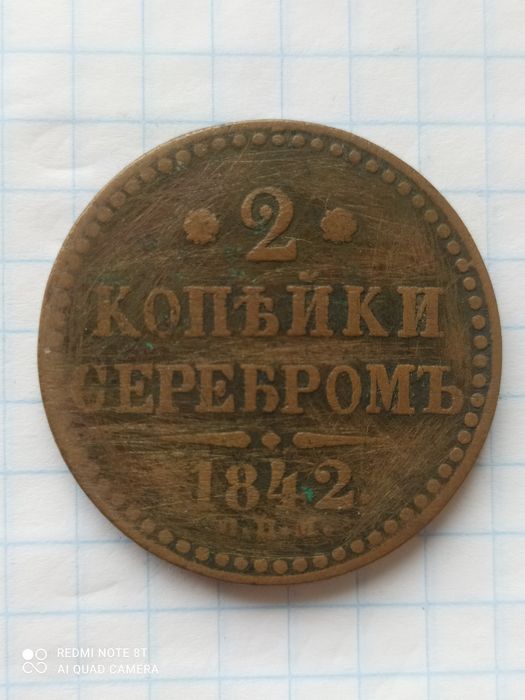 2
КОПѢЙКИ
СЕРЕБРОМЪ
1842
REDMI NOTE 8T
AI QUAD CAMERA